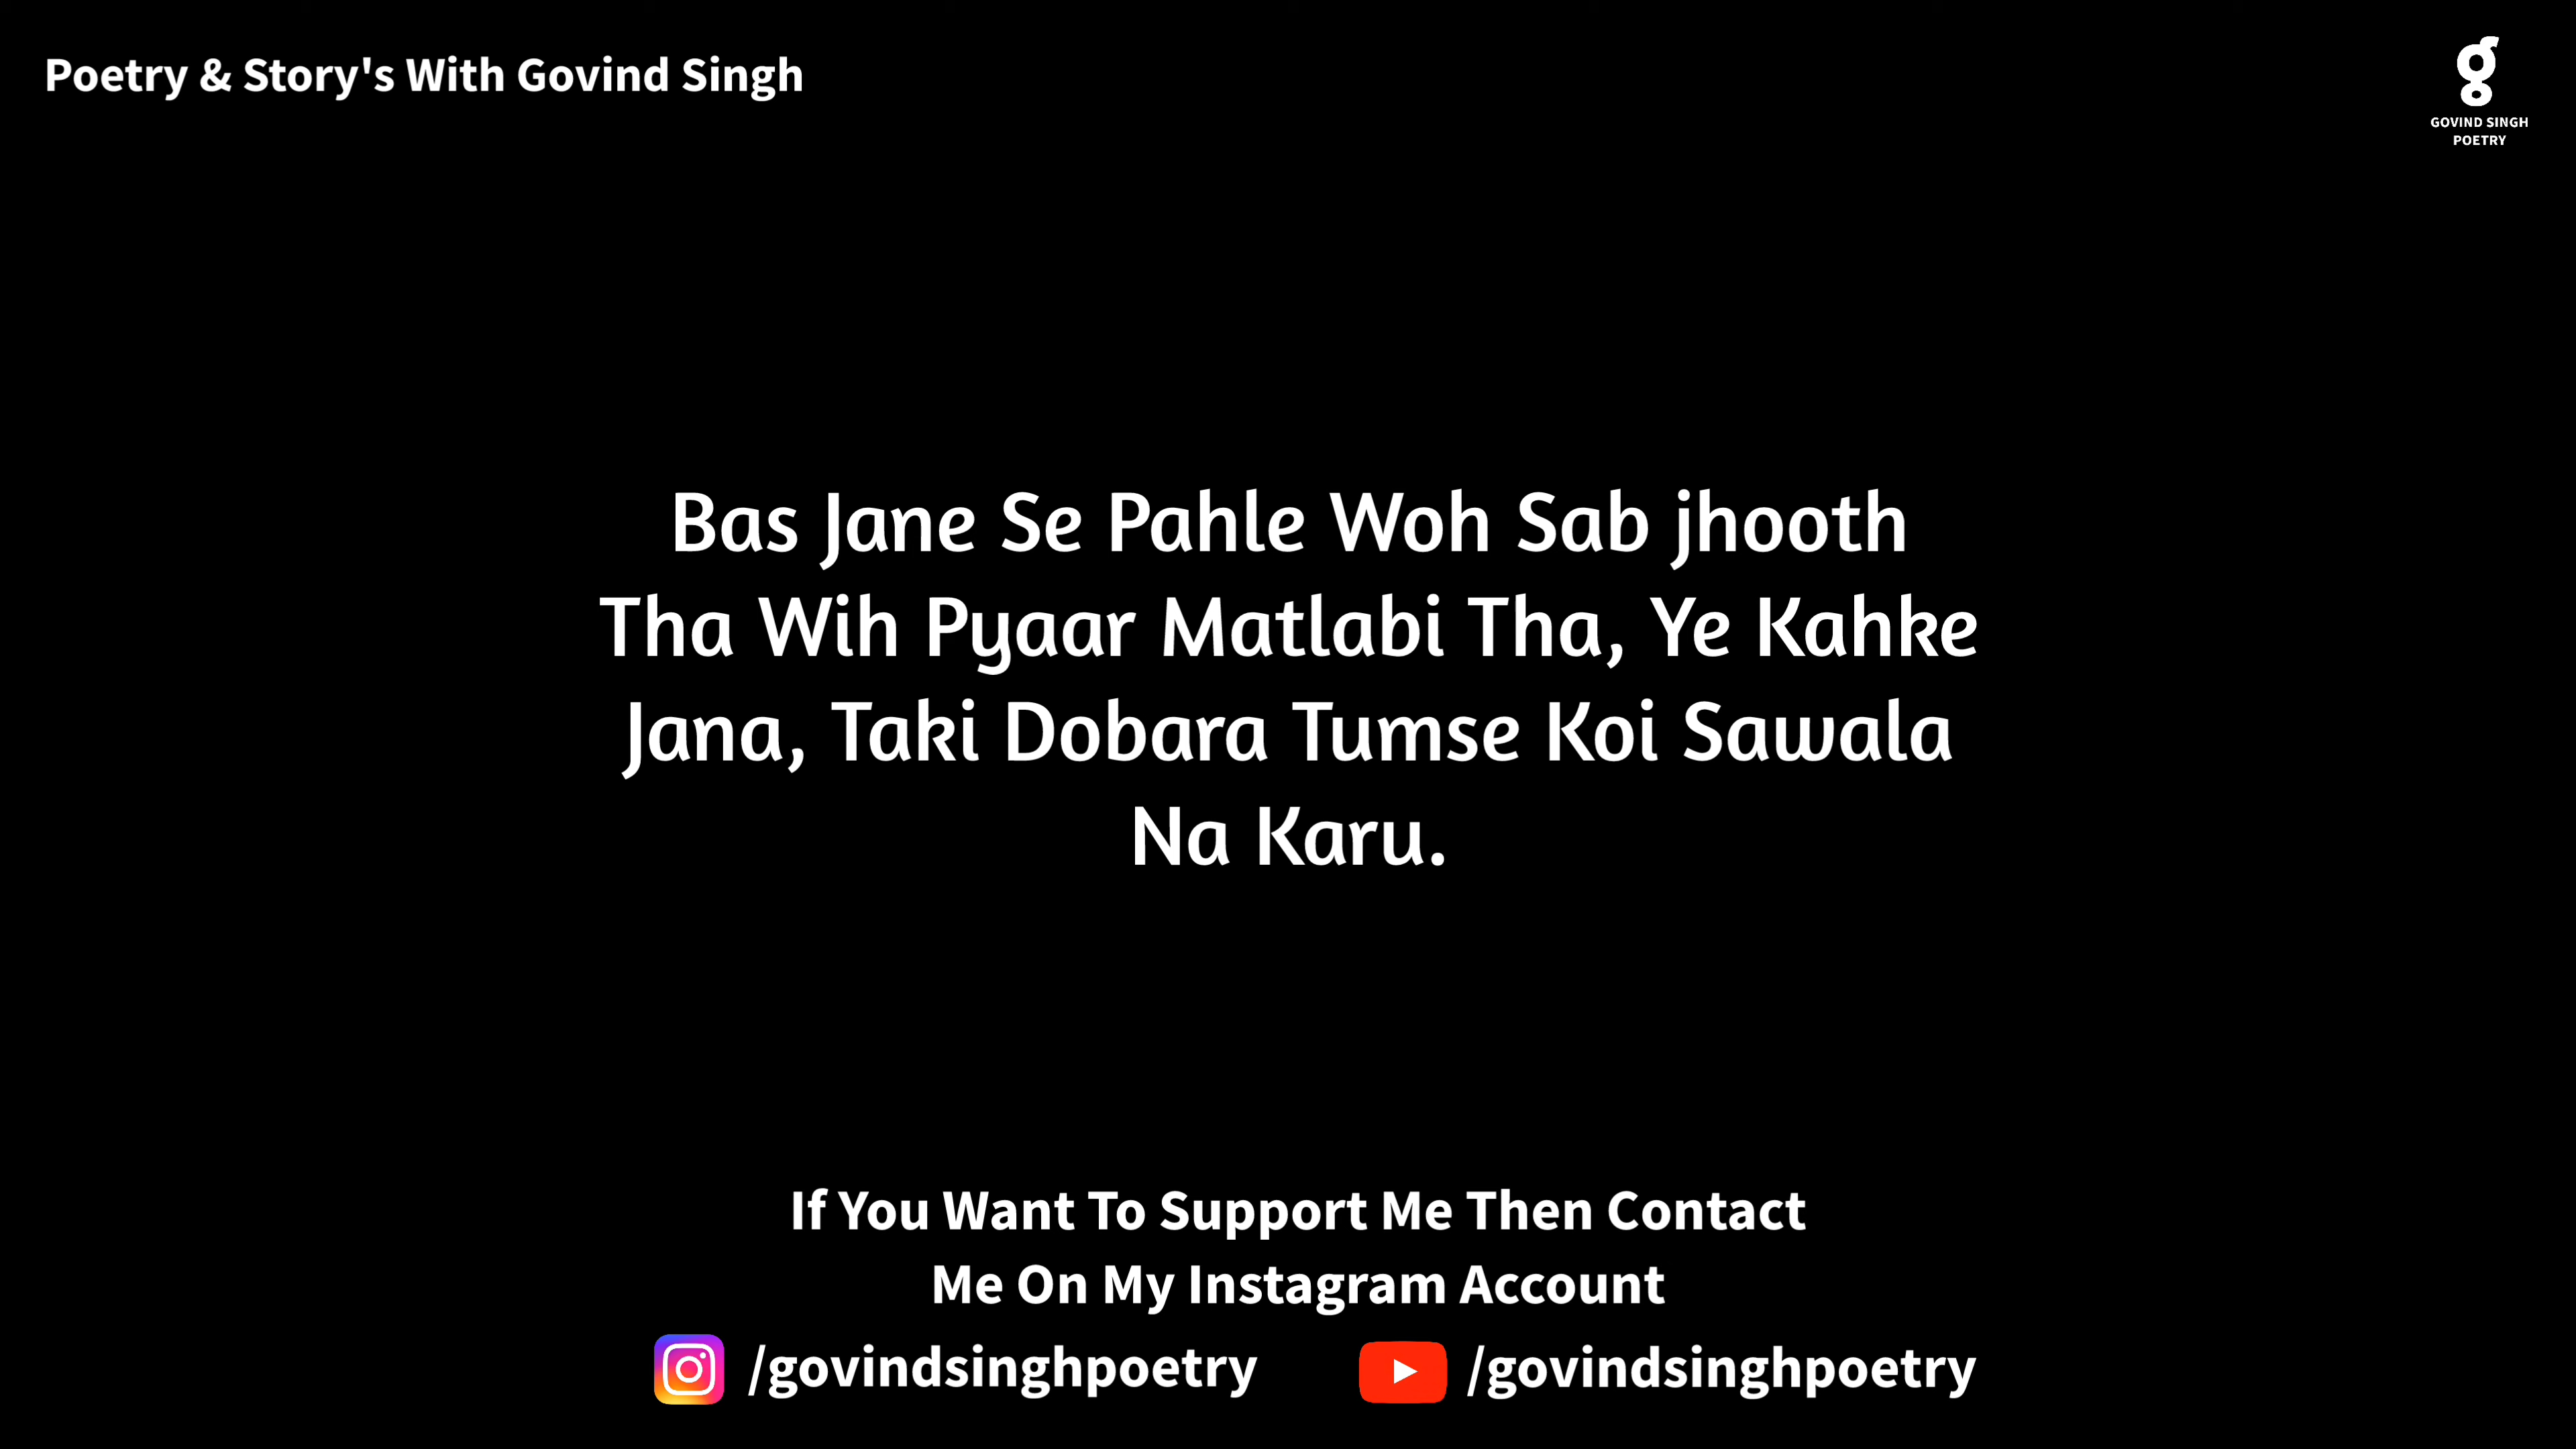 Poetry & Story's With Govind Singh
GOVIND SINGH
POETRY
Bas Jane Se Pahle Woh Sab jhooth
Tha Wih Pyaar Matlabi Tha, Ye Kahke
Jana, Taki Dobara Tumse Koi Sawala
Na Karu.
If You Want To Support Me Then Contact
Me On My Instagram Account
/govindsinghpoetry /govindsinghpoetry